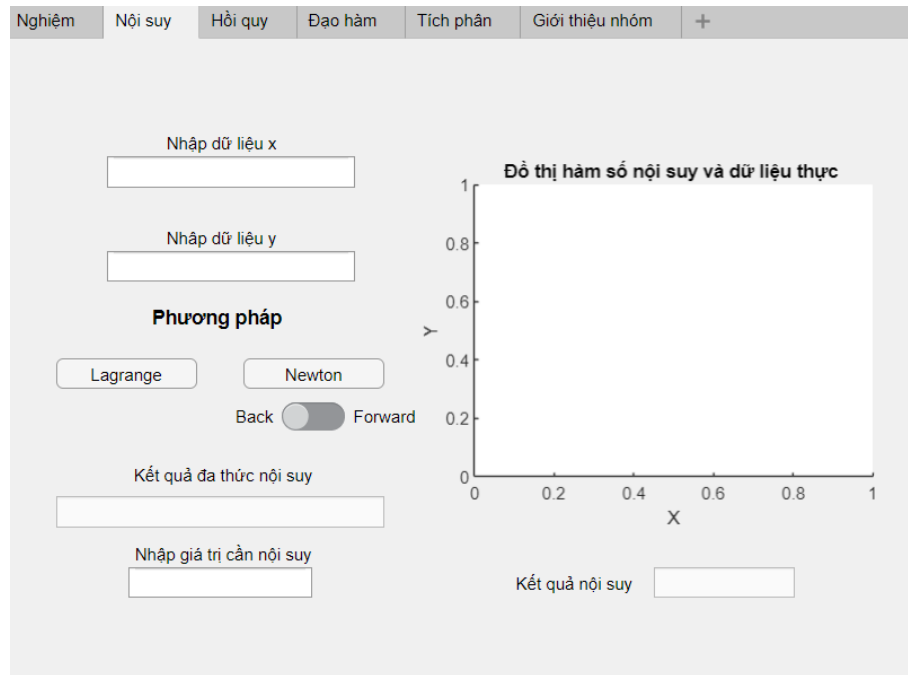 Nghiệm Nội suy Hồi quy Đạo hàm Tích phân Giới thiệu nhóm +
Nhập dữ liệu x
Nhập dữ liệu y
Phương pháp
Lagrange Newton
Back Forward
Kết quả đa thức nội suy
Nhập giá trị cần nội suy
Đồ thị hàm số nội suy và dữ liệu thực
1
0.8
0.6
Y
0.4
0.2
0
0 0.2 0.4 0.6 0.8 1
X
Kết quả nội suy